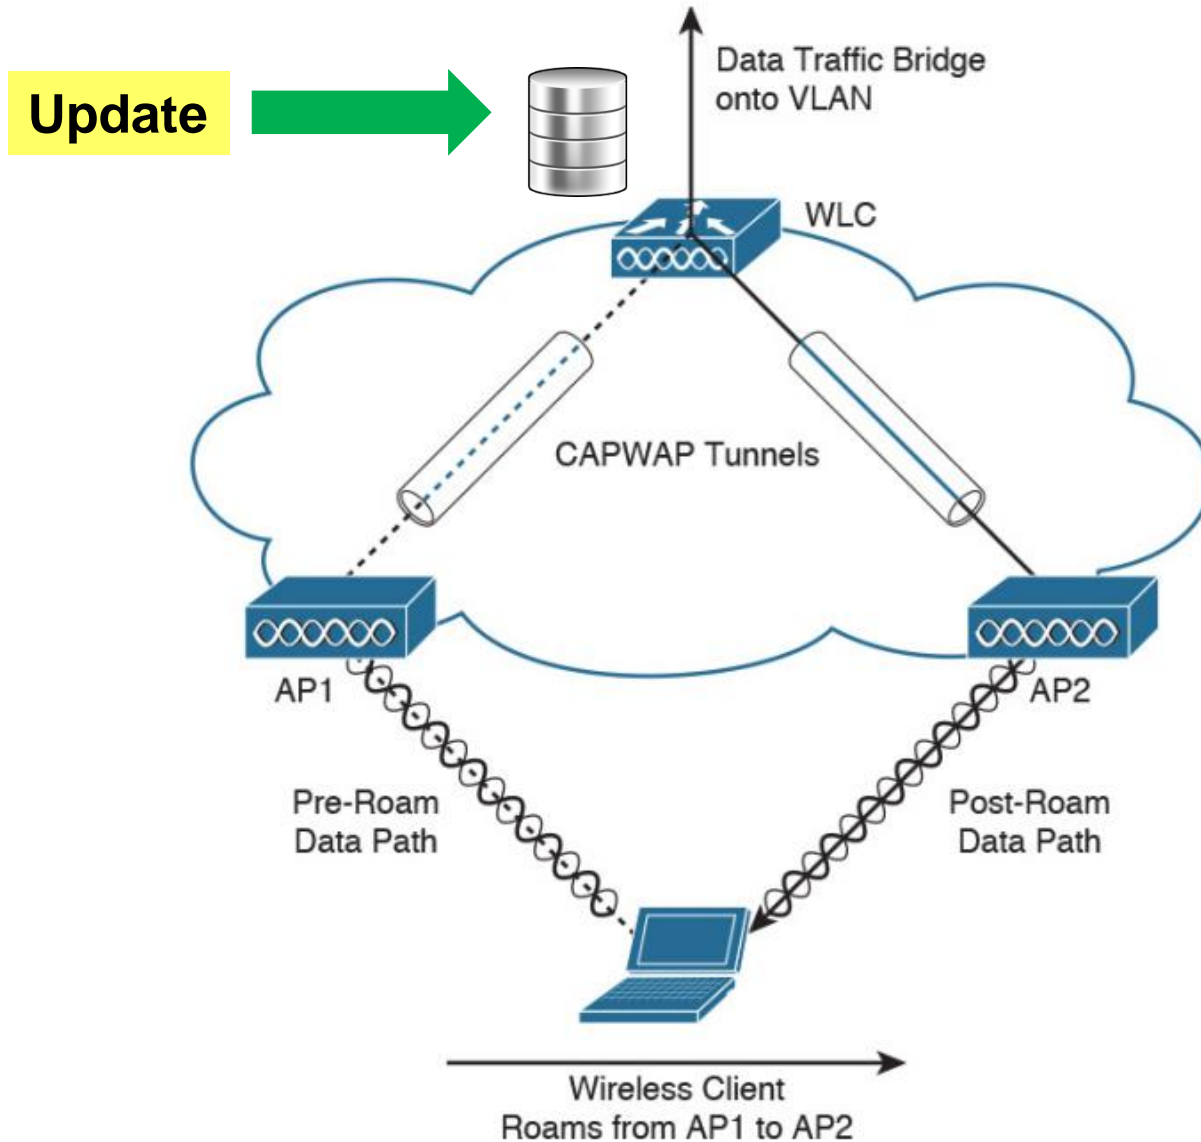 Data Traffic Bridge
onto VLAN
Update
WLC
CAPWAP Tunnels
AP1
AP2
Pre-Roam
Data Path
Post-Roam
Data Path
Wireless Client
Roams from AP1 to AP2